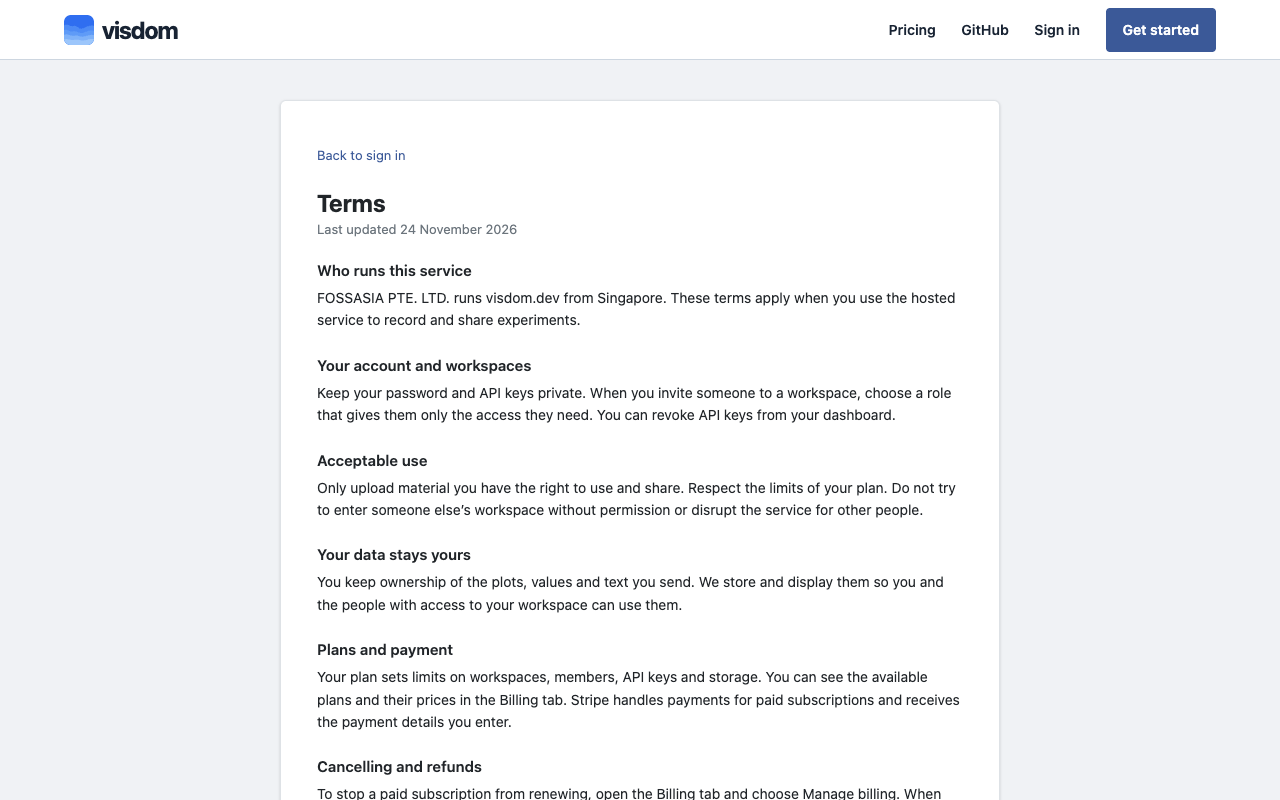 visdom
Pricing
GitHub
Sign in
Get started
Back to sign in
Terms
Last updated 24 November 2026
Who runs this service
FOSSASIA PTE. LTD. runs visdom.dev from Singapore. These terms apply when you use the hosted
service to record and share experiments.
Your account and workspaces
Keep your password and API keys private. When you invite someone to a workspace, choose a role
that gives them only the access they need. You can revoke API keys from your dashboard.
Acceptable use
Only upload material you have the right to use and share. Respect the limits of your plan. Do not try
to enter someone else’s workspace without permission or disrupt the service for other people.
Your data stays yours
You keep ownership of the plots, values and text you send. We store and display them so you and
the people with access to your workspace can use them.
Plans and payment
Your plan sets limits on workspaces, members, API keys and storage. You can see the available
plans and their prices in the Billing tab. Stripe handles payments for paid subscriptions and receives
the payment details you enter.
Cancelling and refunds
To stop a paid subscription from renewing, open the Billing tab and choose Manage billing. When